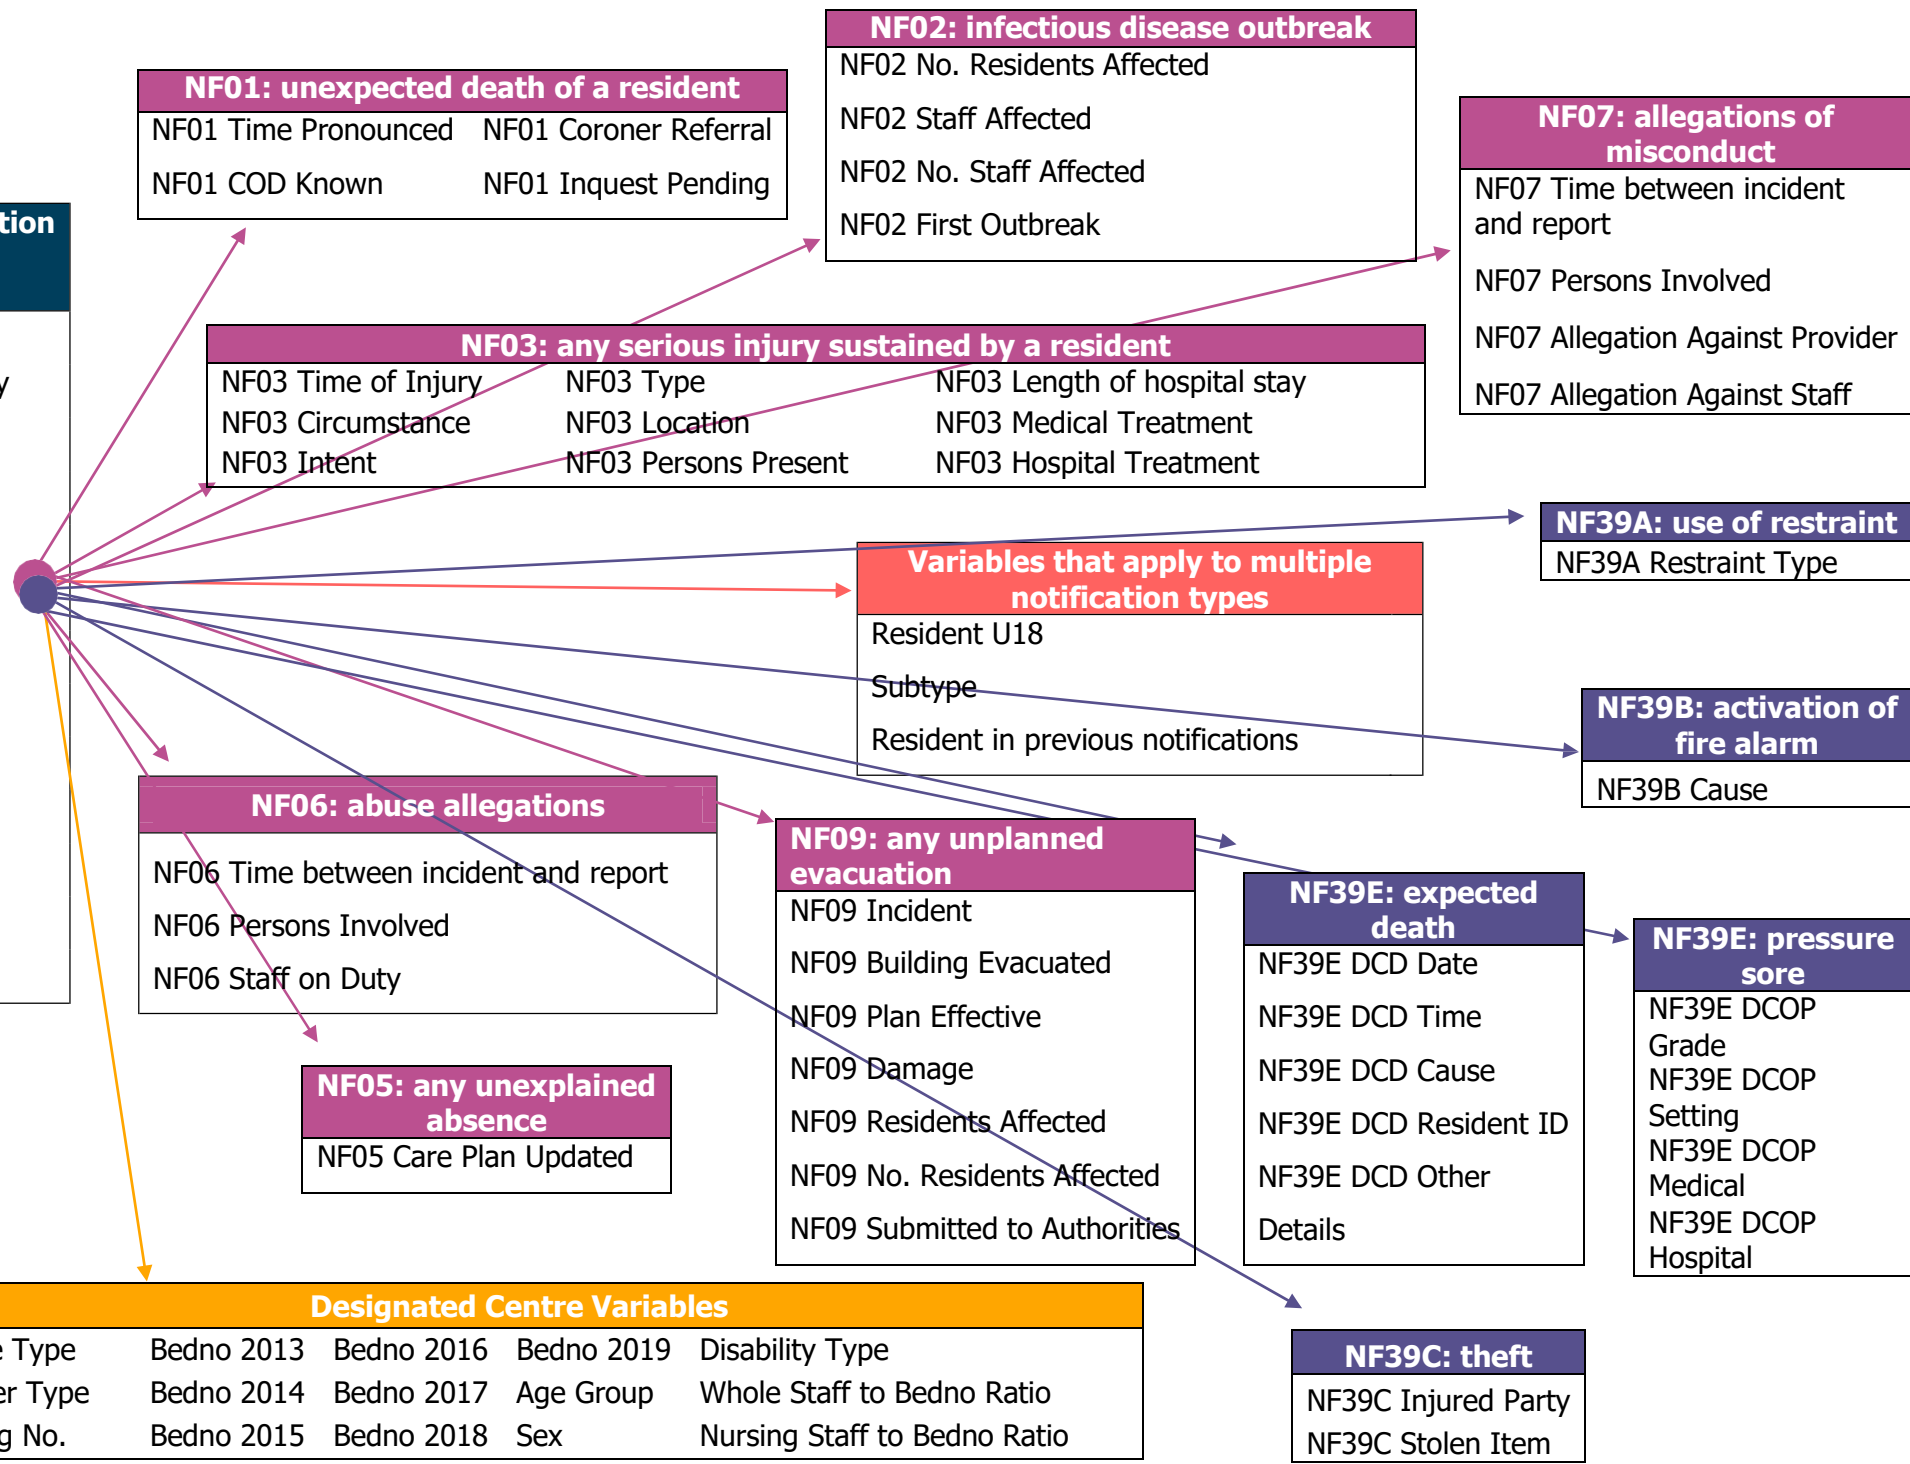 NF02: infectious disease outbreak
NF02 No. Residents Affected
NF02 Staff Affected
NF02 No. Staff Affected
NF02 First Outbreak
NF01: unexpected death of a resident
NF01 Time Pronounced NF01 Coroner Referral
NF01 COD Known NF01 Inquest Pending
NF07: allegations of
misconduct
NF07 Time between incident
and report
NF07 Persons Involved
NF07 Allegation Against Provider
NF07 Allegation Against Staff
tion
y
NF03: any serious injury sustained by a resident
NF03 Time of Injury NF03 Type NF03 Length of hospital stay
NF03 Circumstance NF03 Location NF03 Medical Treatment
NF03 Intent NF03 Persons Present NF03 Hospital Treatment
NF39A: use of restraint
NF39A Restraint Type
Variables that apply to multiple
notification types
Resident U18
Subtype
Resident in previous notifications
NF39B: activation of
fire alarm
NF39B Cause
NF06: abuse allegations
NF06 Time between incident and report
NF06 Persons Involved
NF06 Staff on Duty
NF09: any unplanned
evacuation
NF09 Incident
NF09 Building Evacuated
NF09 Plan Effective
NF09 Damage
NF09 Residents Affected
NF09 No. Residents Affected
NF09 Submitted to Authorities
NF39E: expected
death
NF39E DCD Date
NF39E DCD Time
NF39E DCD Cause
NF39E DCD Resident ID
NF39E DCD Other
Details
NF39E: pressure
sore
NF39E DCOP
Grade
NF39E DCOP
Setting
NF39E DCOP
Medical
NF39E DCOP
Hospital
NF05: any unexplained
absence
NF05 Care Plan Updated
Designated Centre Variables
e Type Bedno 2013 Bedno 2016 Bedno 2019 Disability Type
er Type Bedno 2014 Bedno 2017 Age Group Whole Staff to Bedno Ratio
g No. Bedno 2015 Bedno 2018 Sex Nursing Staff to Bedno Ratio
NF39C: theft
NF39C Injured Party
NF39C Stolen Item